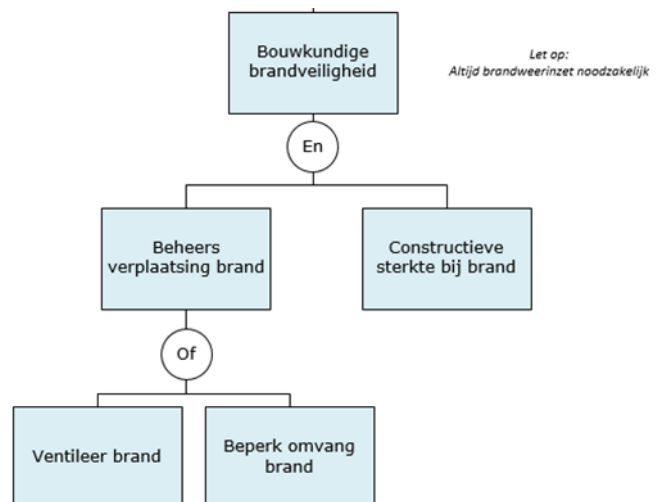 Bouwkundige
brandveiligheid
Let op:
Altijd brandweerinzet noodzakelijk
En
Beheers
verplaatsing brand
Constructieve
sterkte bij brand
Of
Ventileer brand
Beperk omvang
brand